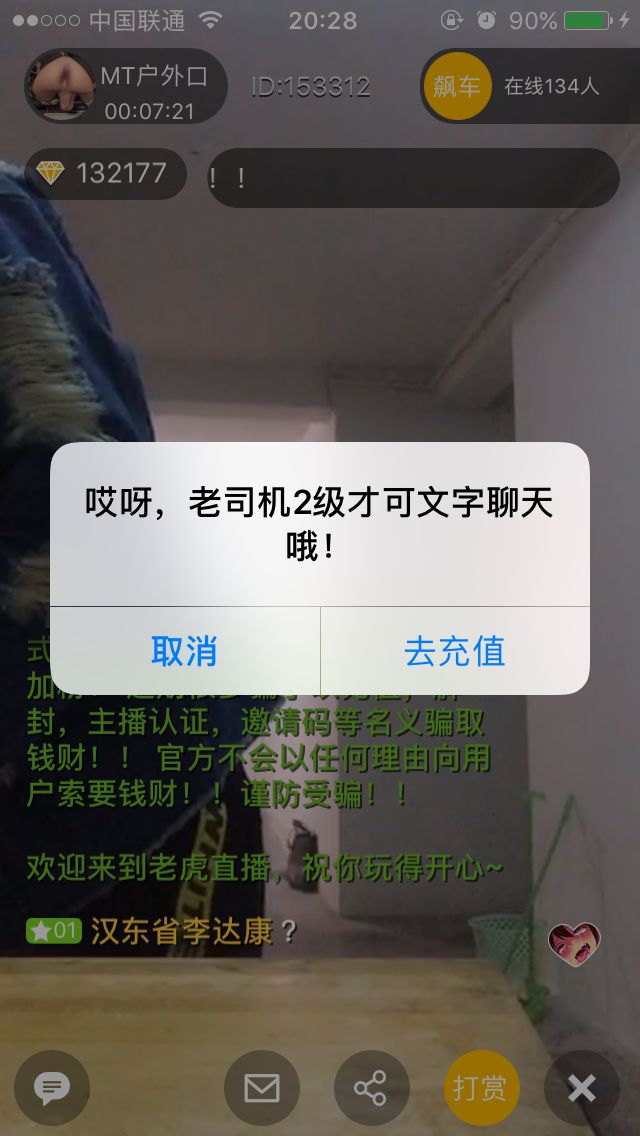 中国联通 20:28 90%
MT户外口 ID:153312 飙车 在线134人
00:07:21
132177 ！！
哎呀，老司机2级才可文字聊天
哦！
取消 去充值
式
封，主播认证，邀请码等名义骗取
钱财！！ 官方不会以任何理由向用
户索要钱财！！谨防受骗！！
欢迎来到老虎直播，祝你玩得开心~
01 汉东省李达康？
打赏